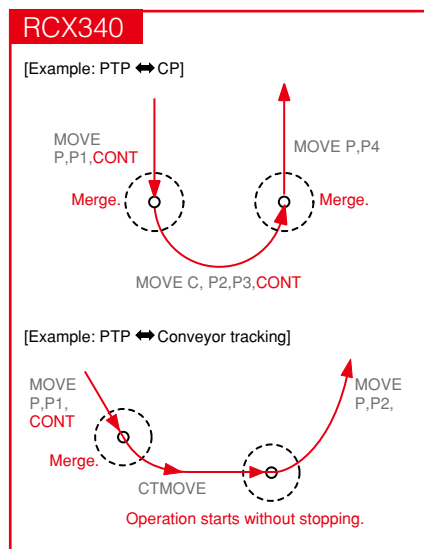 RCX340
[Example: PTP ⬌ CP]
MOVE
P,P1,CONT
MOVE P,P4
Merge.
Merge.
MOVE C, P2,P3,CONT
[Example: PTP ⬌ Conveyor tracking]
MOVE
P,P1,
CONT
MOVE
P,P2,
Merge.
CTMOVE
Operation starts without stopping.